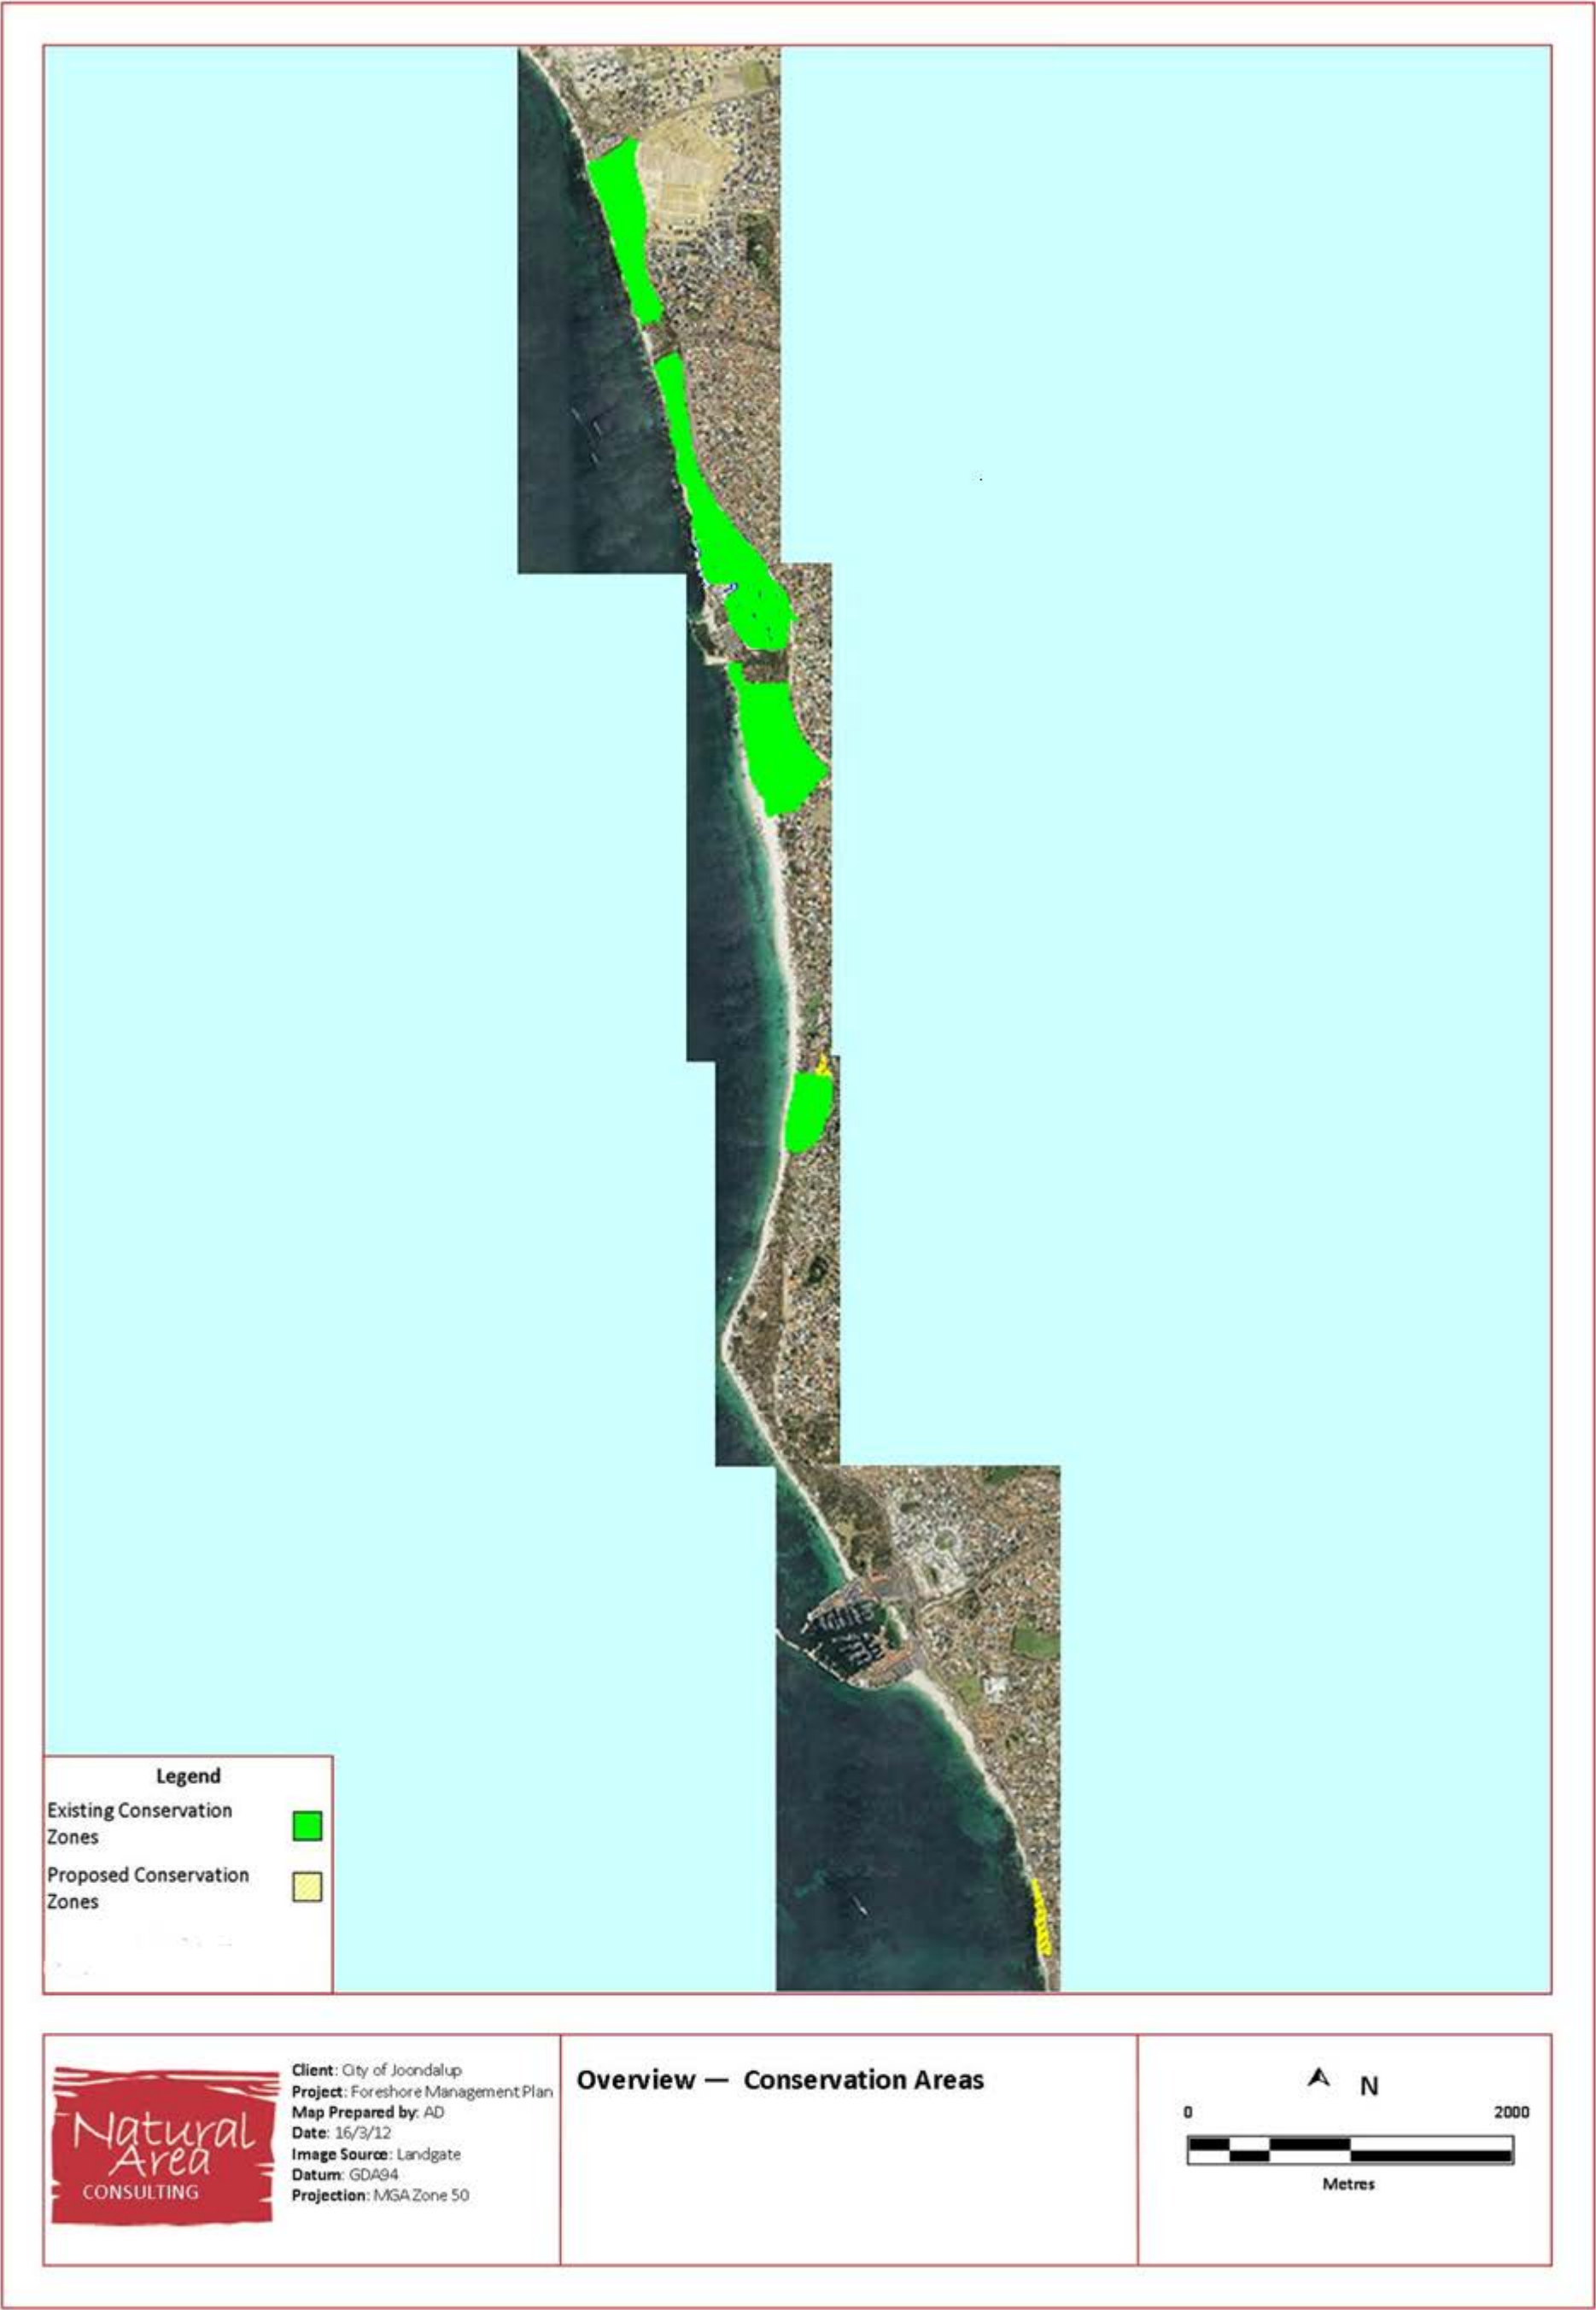 Legend
Existing Conservation
Zones
Proposed Conservation
Zones
Natural
Area
CONSULTING
Client: City of Joondalup
Project: Foreshore Management Plan
Map Prepared by: AD
Date: 16/3/12
Image Source: Landgate
Datum: GDA94
Projection: MGA Zone 50
Overview — Conservation Areas
N
0 2000
Metres